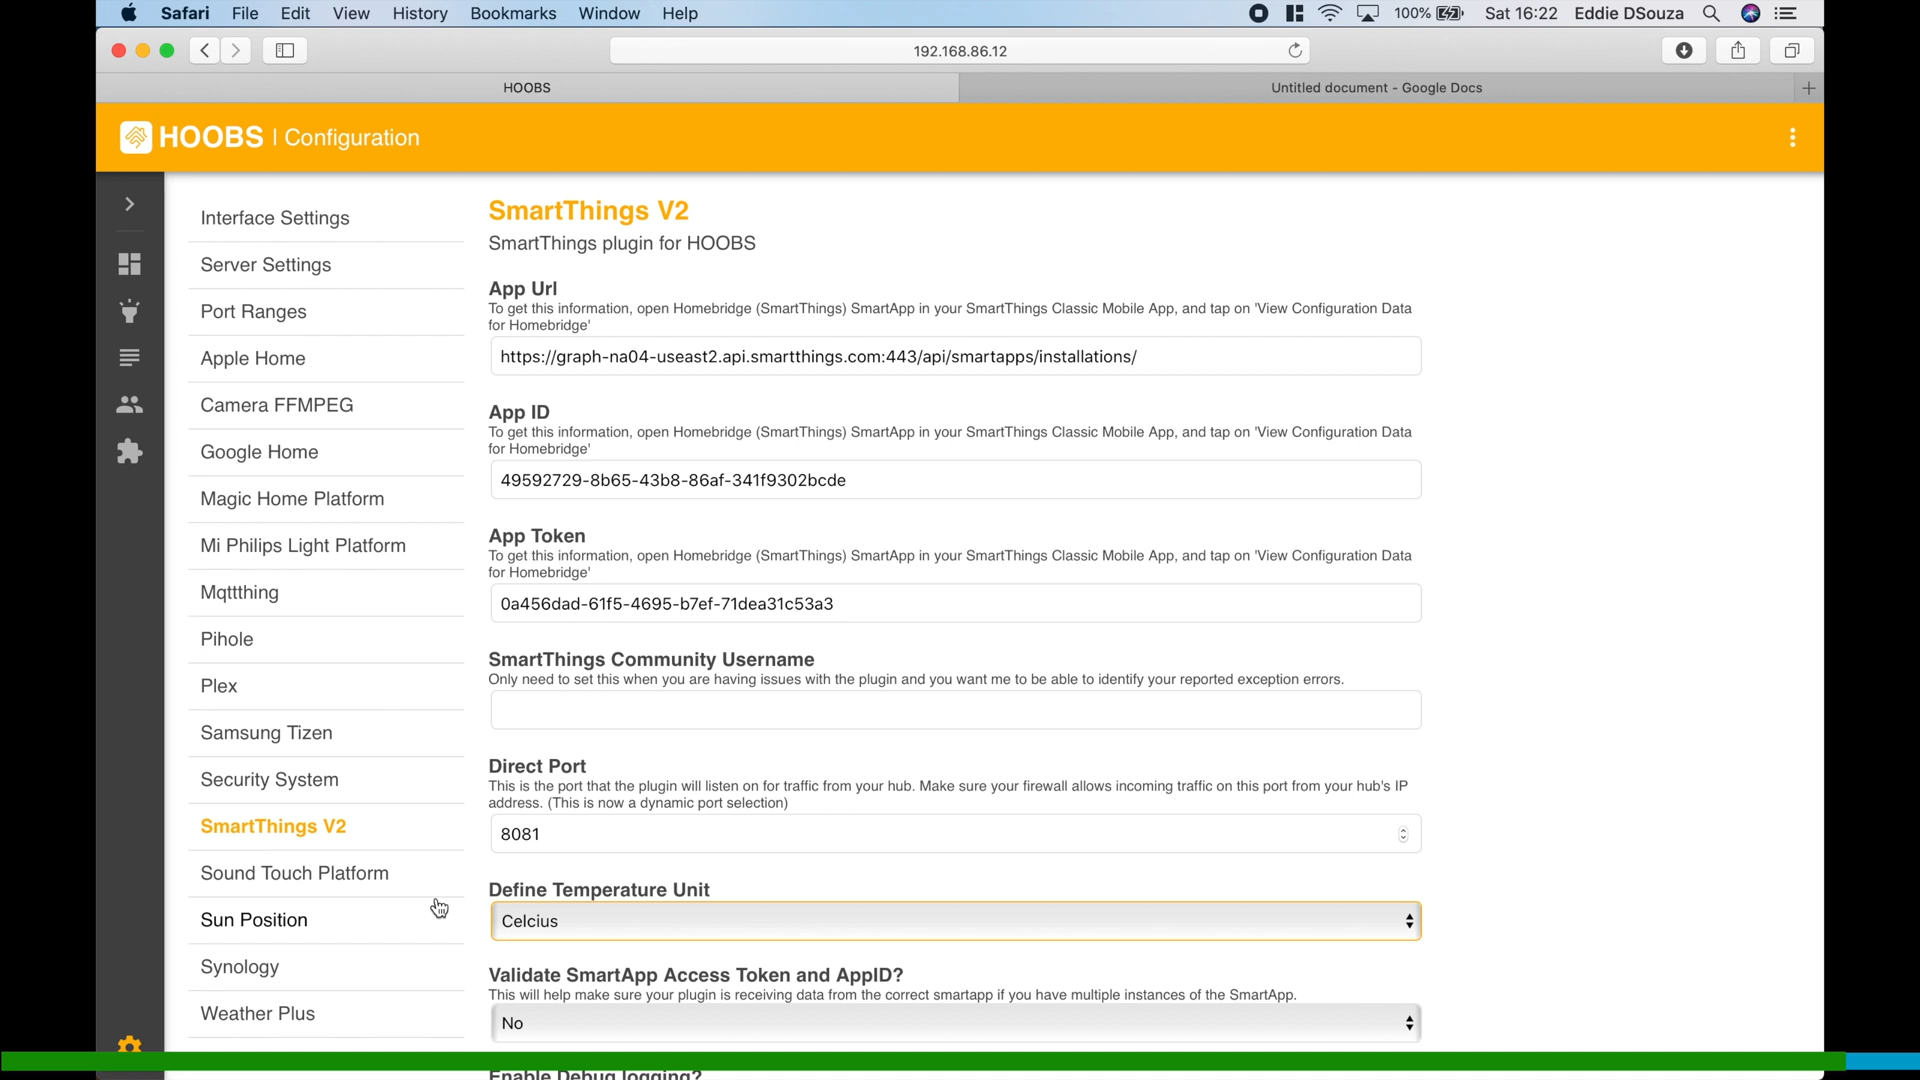 Safari File Edit View History Bookmarks Window Help 100% Sat 16:22 Eddie DSouza
192.168.86.12
HOOBS Untitled document - Google Docs
HOOBS | Configuration
Interface Settings
Server Settings
Port Ranges
Apple Home
Camera FFMPEG
Google Home
Magic Home Platform
Mi Philips Light Platform
Mqttthing
Pihole
Plex
Samsung Tizen
Security System
SmartThings V2
Sound Touch Platform
Sun Position
Synology
Weather Plus
SmartThings V2
SmartThings plugin for HOOBS
App Url
To get this information, open Homebridge (SmartThings) SmartApp in your SmartThings Classic Mobile App, and tap on 'View Configuration Data
for Homebridge'
https://graph-na04-useast2.api.smartthings.com:443/api/smartapps/installations/
App ID
To get this information, open Homebridge (SmartThings) SmartApp in your SmartThings Classic Mobile App, and tap on 'View Configuration Data
for Homebridge'
49592729-8b65-43b8-86af-341f9302bcde
App Token
To get this information, open Homebridge (SmartThings) SmartApp in your SmartThings Classic Mobile App, and tap on 'View Configuration Data
for Homebridge'
0a456dad-61f5-4695-b7ef-71dea31c53a3
SmartThings Community Username
Only need to set this when you are having issues with the plugin and you want me to be able to identify your reported exception errors.
Direct Port
This is the port that the plugin will listen on for traffic from your hub. Make sure your firewall allows incoming traffic on this port from your hub's IP
address. (This is now a dynamic port selection)
8081
Define Temperature Unit
Celcius
Validate SmartApp Access Token and AppID?
This will help make sure your plugin is receiving data from the correct smartapp if you have multiple instances of the SmartApp.
No
Enable Debug logging?